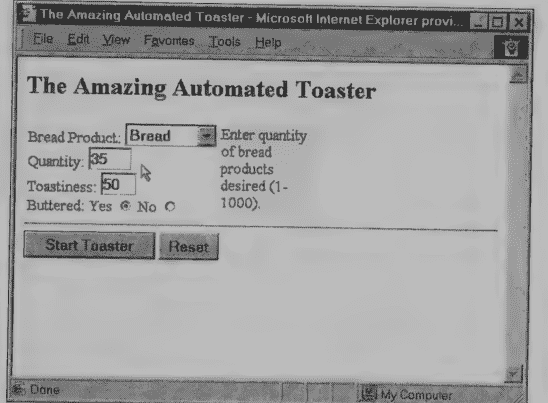 The Amazing Automated Toaster - Microsoft Internet Explorer provi...
File Edit View Favorites Tools Help
The Amazing Automated Toaster
Bread Product: Bread
Quantity: 35
Toastiness: 50
Buttered: Yes No
Enter quantity
of bread
products
desired (1-
1000).
Start Toaster Reset
Done
My Computer